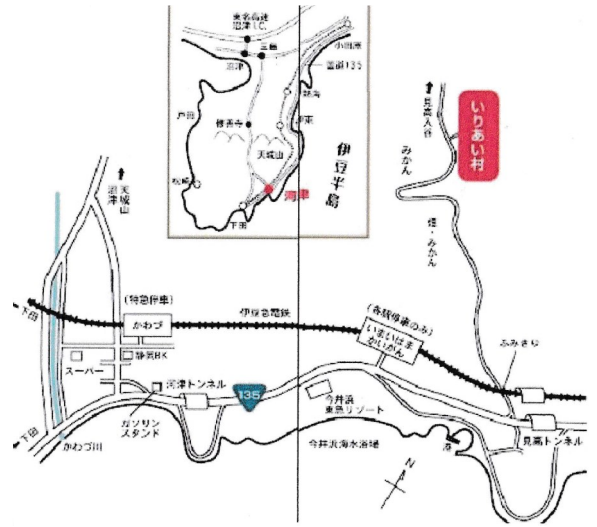 東名高速
沼津I.C.
三島
沼津
小田原
国道135
熱海
伊東
戸田
修善寺
天城山
伊豆半島
松崎
河津
下田
いりあい村
見高入谷
みかん
畑・みかん
天城山
沼津
下田
(特急停車)
かわづ
伊豆急電鉄
(各駅停車のみ)
いまいはま
かいがん
ふみきり
スーパー
静岡BK
河津トンネル
135
ガソリン
スタンド
今井浜
東急リゾート
今井浜海水浴場
港
見高トンネル
下田
かわづ川
N